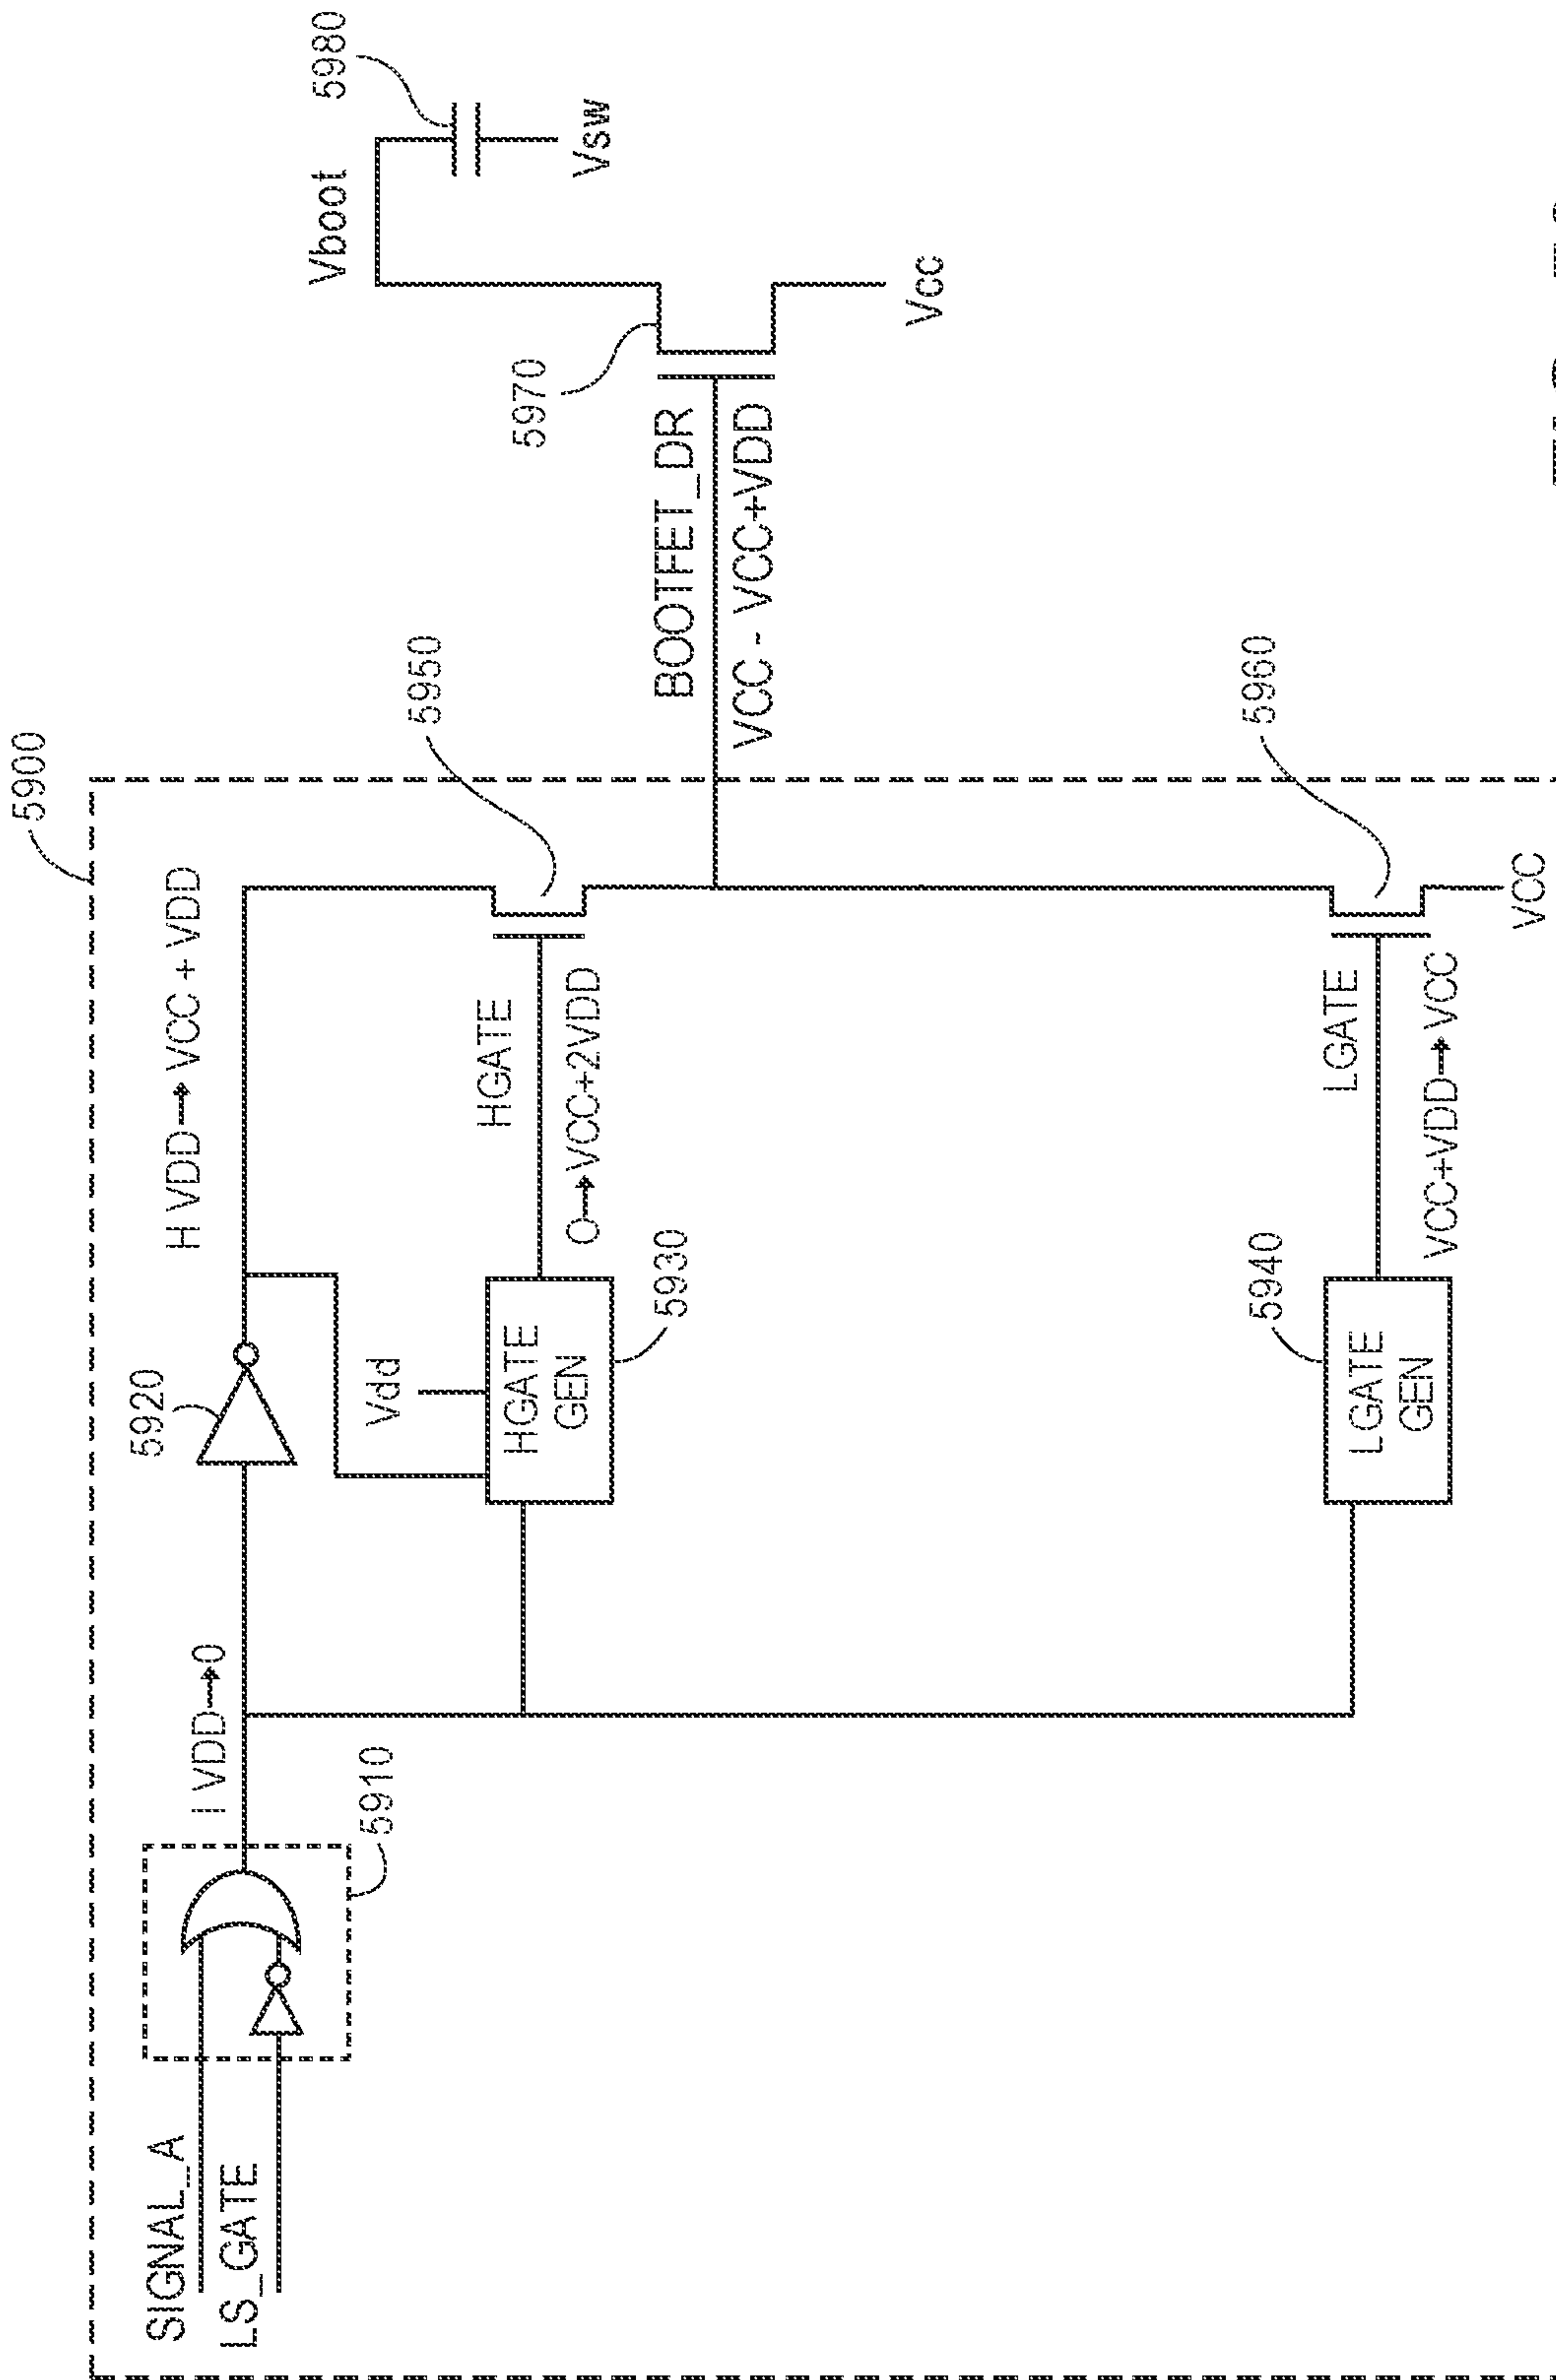 5900
SIGNAL_A
LS_GATE
5910
I VDD→0
5920
H VDD→VCC + VDD
Vdd
HGATE
GEN
5930
HGATE
O→VCC+2VDD
5950
BOOTFET_DR
VCC - VCC+VDD
5970
Vboot
5980
Vsw
Vcc
5940
LGATE
GEN
LGATE
VCC+VDD→VCC
5960
VCC